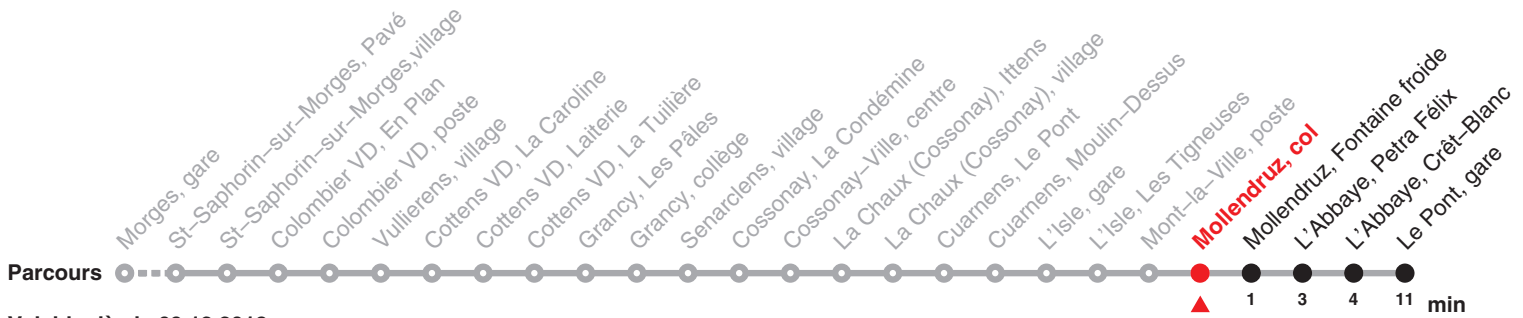 Morges, gare
St–Saphorin–sur–Morges, Pavé
St–Saphorin–sur–Morges,village
Colombier VD, En Plan
Colombier VD, poste
Vullierens, village
Cottens VD, La Caroline
Cottens VD, Laiterie
Cottens VD, La Tuilière
Grancy, Les Pâles
Grancy, collège
Senarclens, village
Cossonay, La Condémine
Cossonay–Ville, centre
La Chaux (Cossonay), Ittens
La Chaux (Cossonay), village
Cuarnens, Le Pont
Cuarnens, Moulin–Dessus
L'Isle, gare
L'Isle, Les Tigneuses
Mont–la–Ville, poste
Mollendruz, col
Mollendruz, Fontaine froide
L'Abbaye, Petra Félix
L'Abbaye, Crêt–Blanc
Le Pont, gare
Parcours
1 3 4 11 min